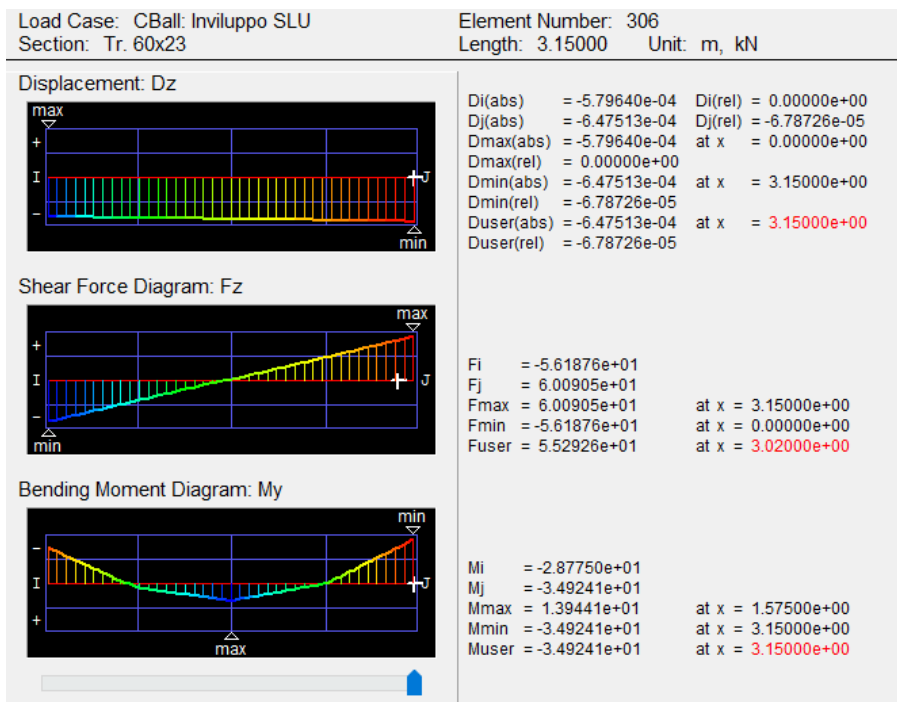 Load Case: CBall: Inviluppo SLU
Section: Tr. 60x23
Element Number: 306
Length: 3.15000 Unit: m, kN
Displacement: Dz
max
+
I
J
-
min
Di(abs) = -5.79640e-04 Di(rel) = 0.00000e+00
Dj(abs) = -6.47513e-04 Dj(rel) = -6.78726e-05
Dmax(abs) = -5.79640e-04 at x = 0.00000e+00
Dmax(rel) = 0.00000e+00
Dmin(abs) = -6.47513e-04 at x = 3.15000e+00
Dmin(rel) = -6.78726e-05
Duser(abs) = -6.47513e-04 at x = 3.15000e+00
Duser(rel) = -6.78726e-05
Shear Force Diagram: Fz
max
+
I
J
-
min
Fi = -5.61876e+01
Fj = 6.00905e+01
Fmax = 6.00905e+01 at x = 3.15000e+00
Fmin = -5.61876e+01 at x = 0.00000e+00
Fuser = 5.52926e+01 at x = 3.02000e+00
Bending Moment Diagram: My
min
-
I
J
+
max
Mi = -2.87750e+01
Mj = -3.49241e+01
Mmax = 1.39441e+01 at x = 1.57500e+00
Mmin = -3.49241e+01 at x = 3.15000e+00
Muser = -3.49241e+01 at x = 3.15000e+00